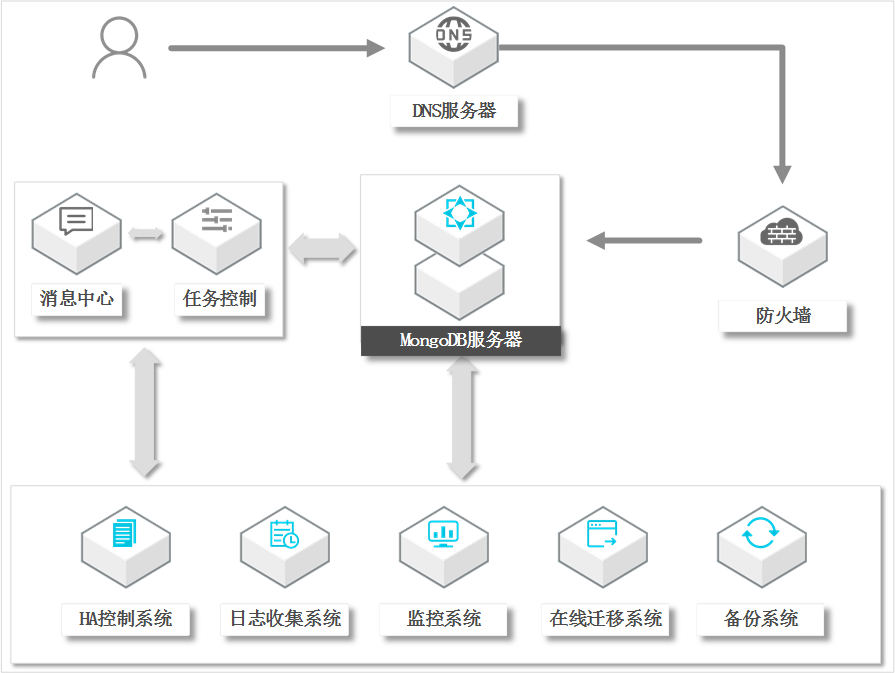 DNS
DNS服务器
消息中心
任务控制
MongoDB服务器
防火墙
HA控制系统
日志收集系统
监控系统
在线迁移系统
备份系统